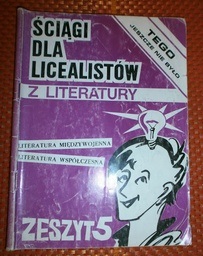 ŚCIĄGI
DLA
LICEALISTÓW
Z LITERATURY
TEGO
JESZCZE NIE BYŁO
LITERATURA MIĘDZYWOJENNA
LITERATURA WSPÓŁCZESNA
ZESZYT-5